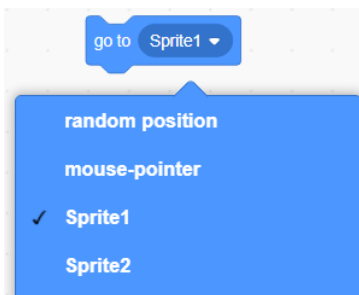 go to Sprite1
random position
mouse-pointer
✓ Sprite1
Sprite2